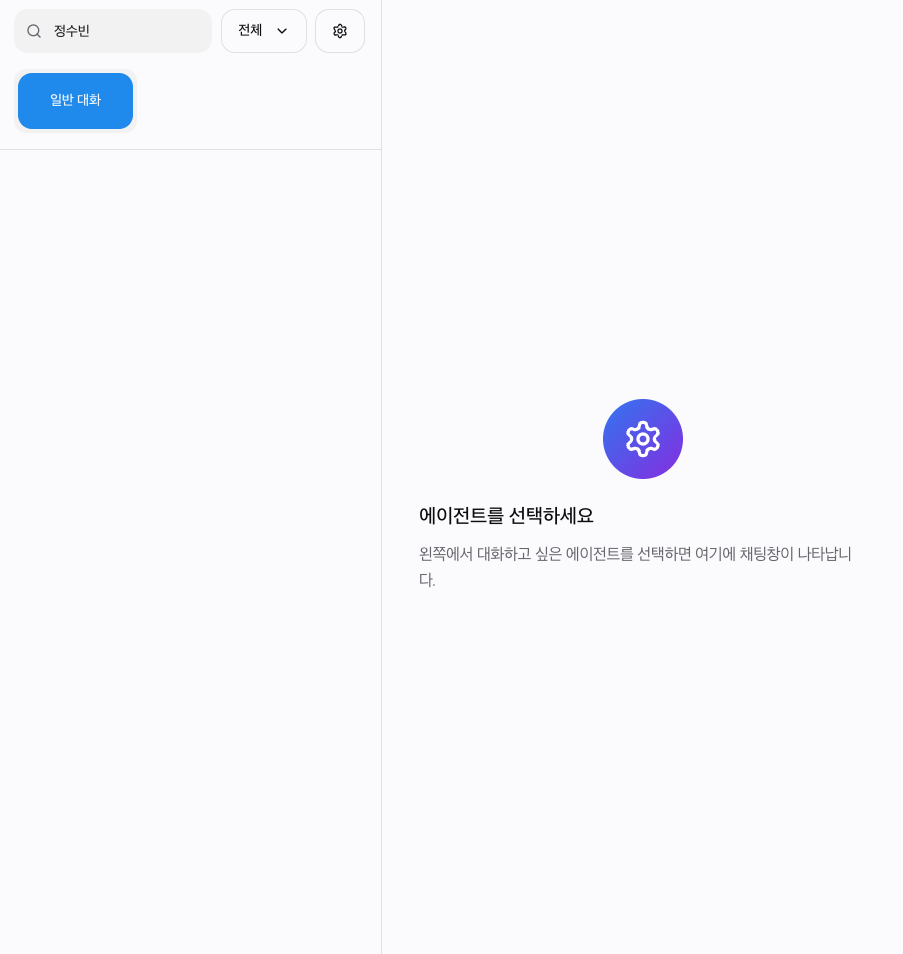 정수빈
전체
일반 대화
에이전트를 선택하세요
왼쪽에서 대화하고 싶은 에이전트를 선택하면 여기에 채팅창이 나타납니
다.